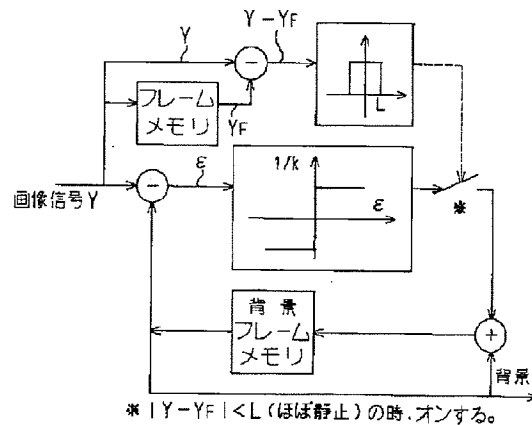 Y
Y-YF
フレーム
メモリ
YF
L
ε
1/k
ε
画像信号Y
*
背景
フレーム
メモリ
背景
* |Y-YF|<L(ほぼ静止)の時、オンする。